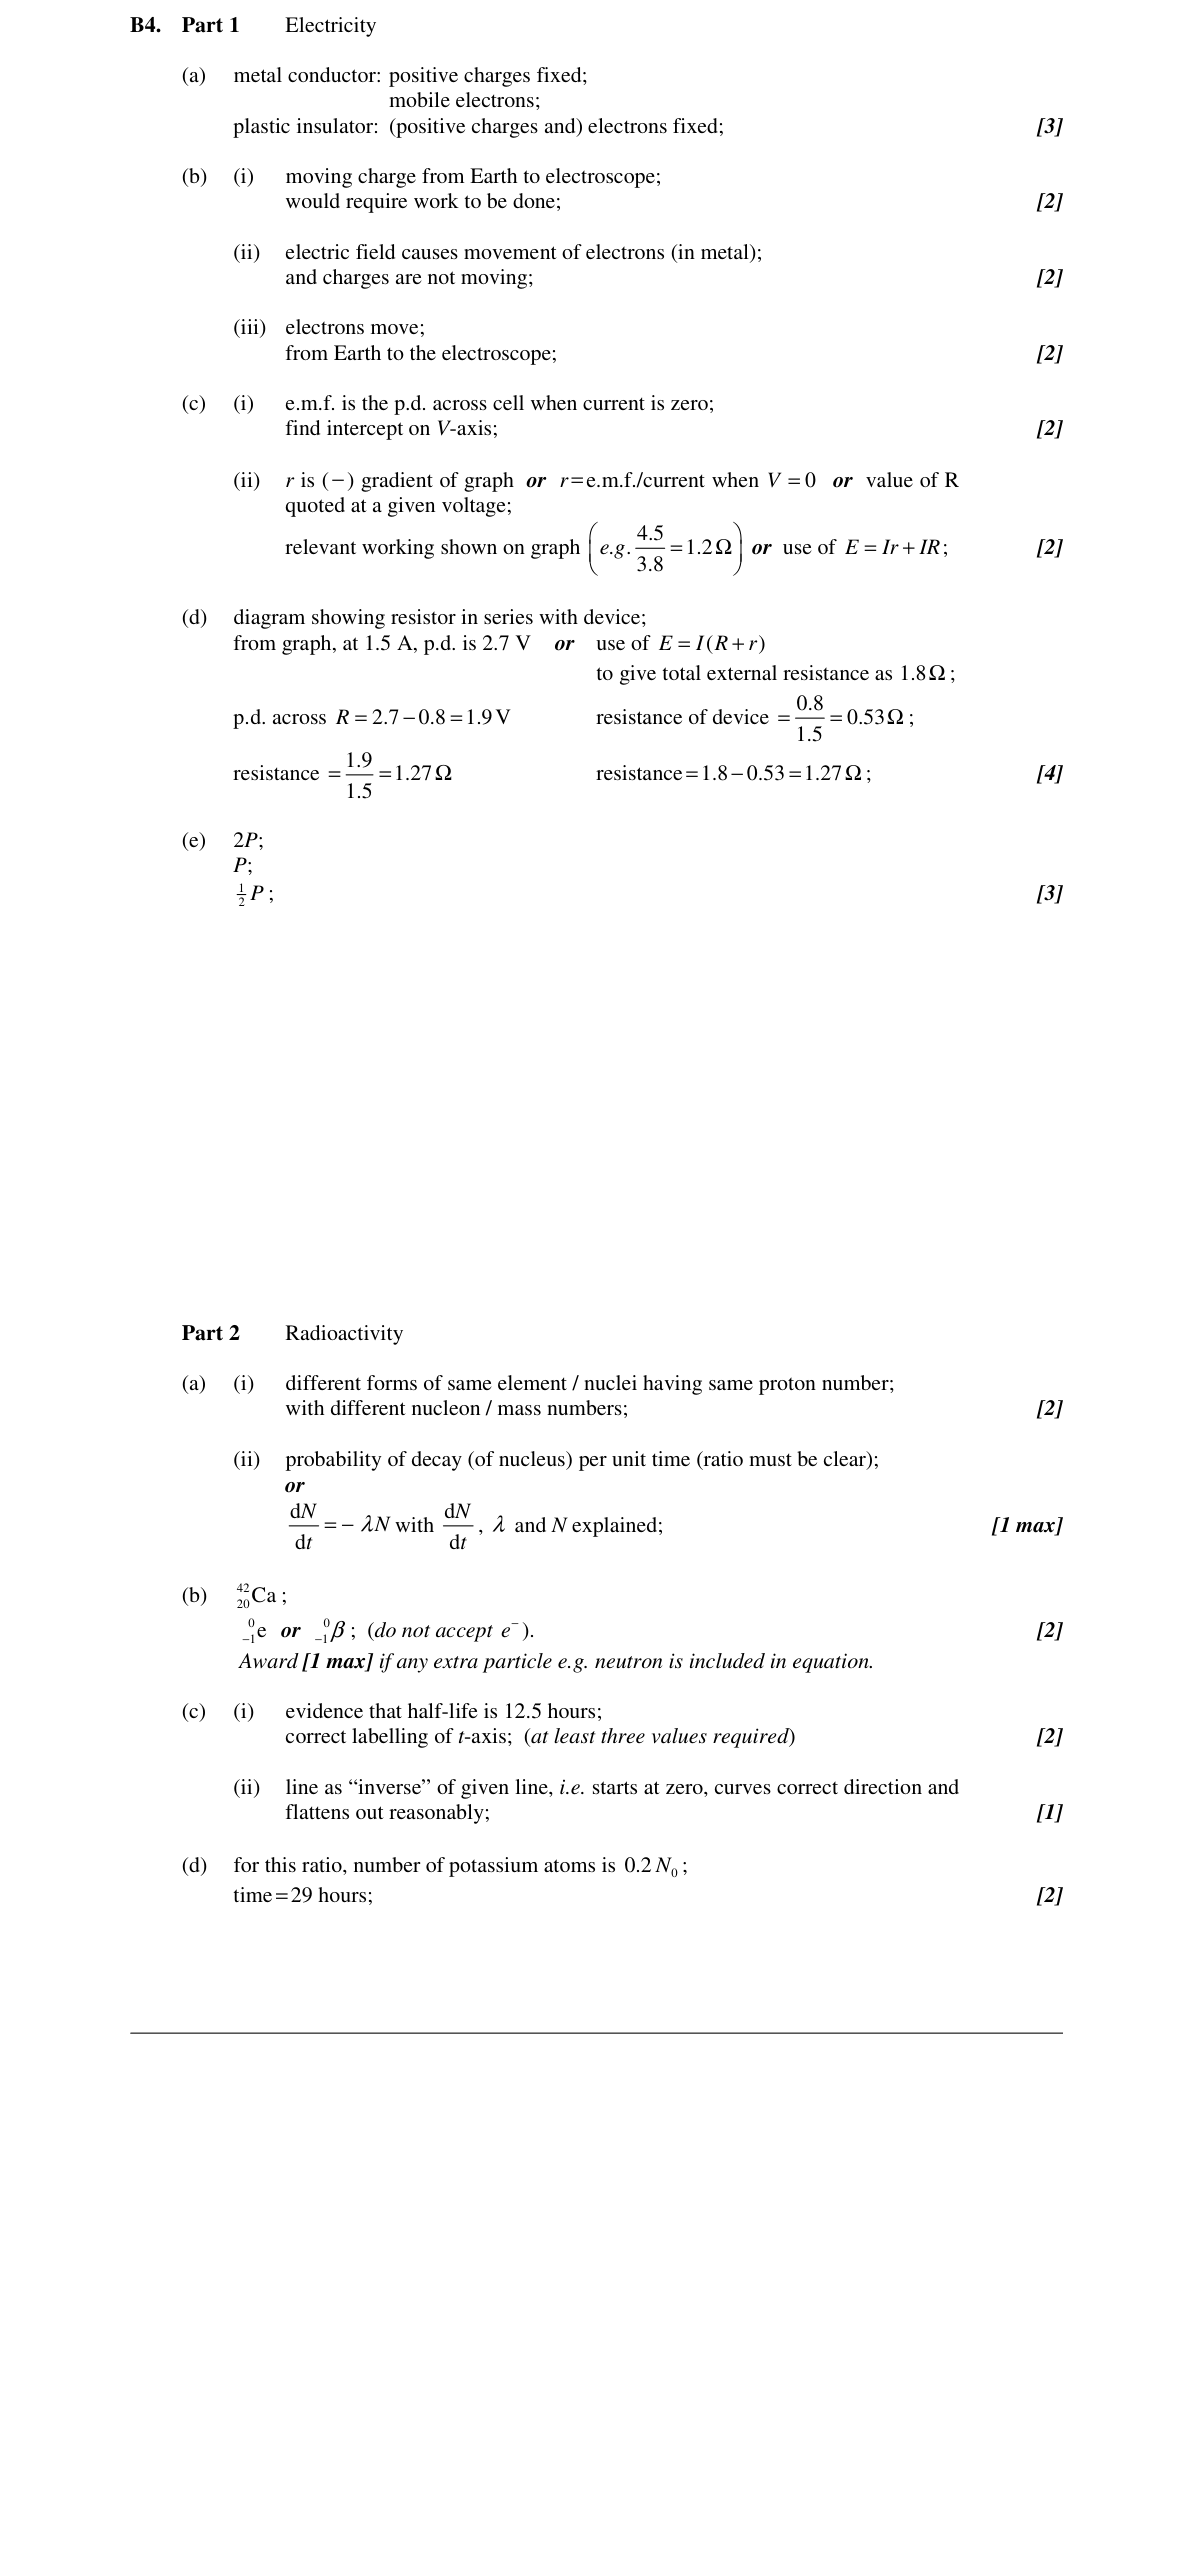 B4. Part 1 Electricity
(a) metal conductor: positive charges fixed;
mobile electrons;
plastic insulator: (positive charges and) electrons fixed; [3]
(b) (i) moving charge from Earth to electroscope;
would require work to be done; [2]
(ii) electric field causes movement of electrons (in metal);
and charges are not moving; [2]
(iii) electrons move;
from Earth to the electroscope; [2]
(c) (i) e.m.f. is the p.d. across cell when current is zero;
find intercept on V-axis; [2]
(ii) r is (−) gradient of graph or r=e.m.f./current when V = 0 or value of R
quoted at a given voltage;
relevant working shown on graph (e.g. 4.5/3.8 = 1.2 Ω) or use of E = Ir + IR; [2]
(d) diagram showing resistor in series with device;
from graph, at 1.5 A, p.d. is 2.7 V or use of E = I(R + r)
to give total external resistance as 1.8 Ω;
p.d. across R = 2.7 − 0.8 = 1.9 V resistance of device = 0.8/1.5 = 0.53 Ω;
resistance = 1.9/1.5 = 1.27 Ω resistance = 1.8 − 0.53 = 1.27 Ω; [4]
(e) 2P;
P;
½ P; [3]
Part 2 Radioactivity
(a) (i) different forms of same element / nuclei having same proton number;
with different nucleon / mass numbers; [2]
(ii) probability of decay (of nucleus) per unit time (ratio must be clear);
or
dN/dt = − λN with dN/dt, λ and N explained; [1 max]
(b) ⁴²₂₀Ca;
⁰₋₁e or ⁰₋₁β; (do not accept e⁻). [2]
Award [1 max] if any extra particle e.g. neutron is included in equation.
(c) (i) evidence that half-life is 12.5 hours;
correct labelling of t-axis; (at least three values required) [2]
(ii) line as “inverse” of given line, i.e. starts at zero, curves correct direction and
flattens out reasonably; [1]
(d) for this ratio, number of potassium atoms is 0.2 N₀;
time = 29 hours; [2]